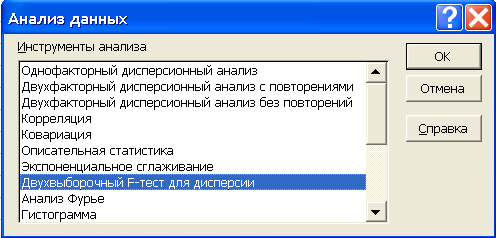 Анализ данных
Инструменты анализа
Однофакторный дисперсионный анализ
Двухфакторный дисперсионный анализ с повторениями
Двухфакторный дисперсионный анализ без повторений
Корреляция
Ковариация
Описательная статистика
Экспоненциальное сглаживание
Двухвыборочный F-тест для дисперсии
Анализ Фурье
Гистограмма
ОК
Отмена
Справка